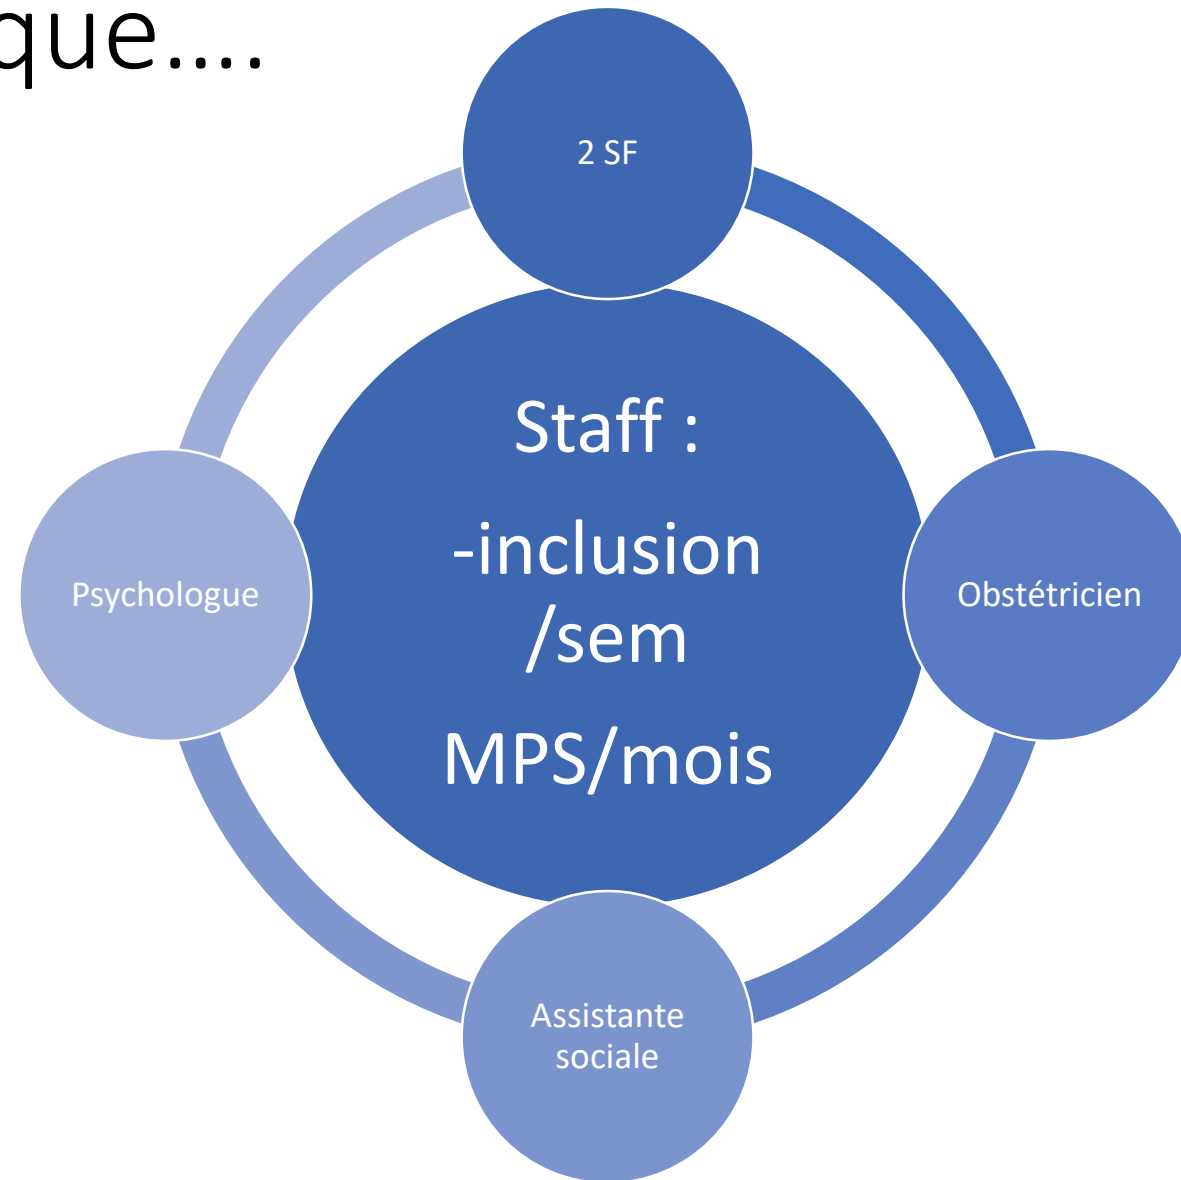 que....
2 SF
Staff :
-inclusion
/sem
MPS/mois
Psychologue
Obstétricien
Assistante
sociale